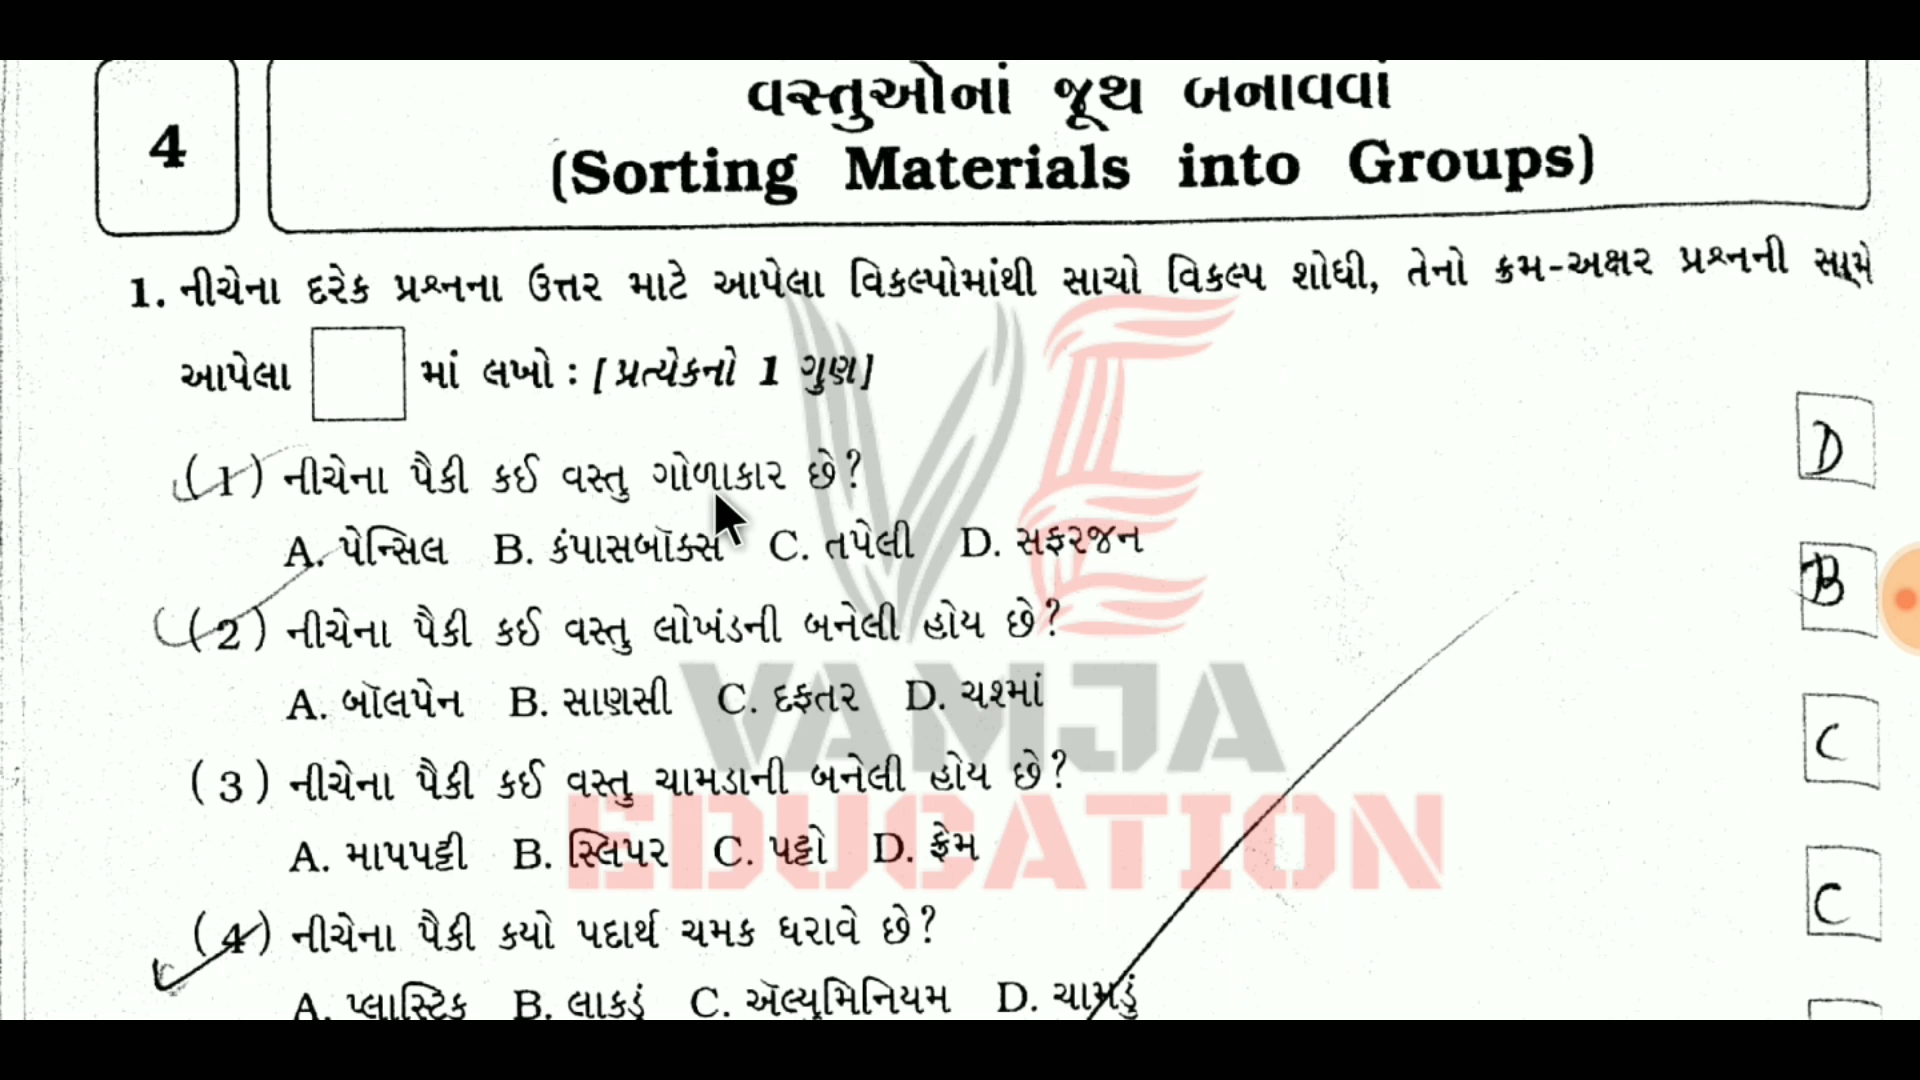 વસ્તુઓનાં જૂથ બનાવવાં
4
(Sorting Materials into Groups)
1. નીચેના દરેક પ્રશ્નના ઉત્તર માટે આપેલા વિકલ્પોમાંથી સાચો વિકલ્પ શોધી, તેનો ક્રમ-અક્ષર પ્રશ્નની સામે
આપેલા માં લખો : [પ્રત્યેકનો 1 ગુણ]
(1) નીચેના પૈકી કઈ વસ્તુ ગોળાકાર છે? D
A. પેન્સિલ B. કંપાસબૉક્સ C. તપેલી D. સફરજન
(2) નીચેના પૈકી કઈ વસ્તુ લોખંડની બનેલી હોય છે? B
A. બૉલપેન B. સાણસી C. દફતર D. ચશ્માં
(3) નીચેના પૈકી કઈ વસ્તુ ચામડાની બનેલી હોય છે? C
A. માપપટ્ટી B. સ્લિપર C. પટ્ટો D. ફ્રેમ
(4) નીચેના પૈકી કયો પદાર્થ ચમક ધરાવે છે? C
A. પ્લાસ્ટિક B. લાકડું C. ઍલ્યુમિનિયમ D. ચામડું
VE
VAMJA
EDUCATION